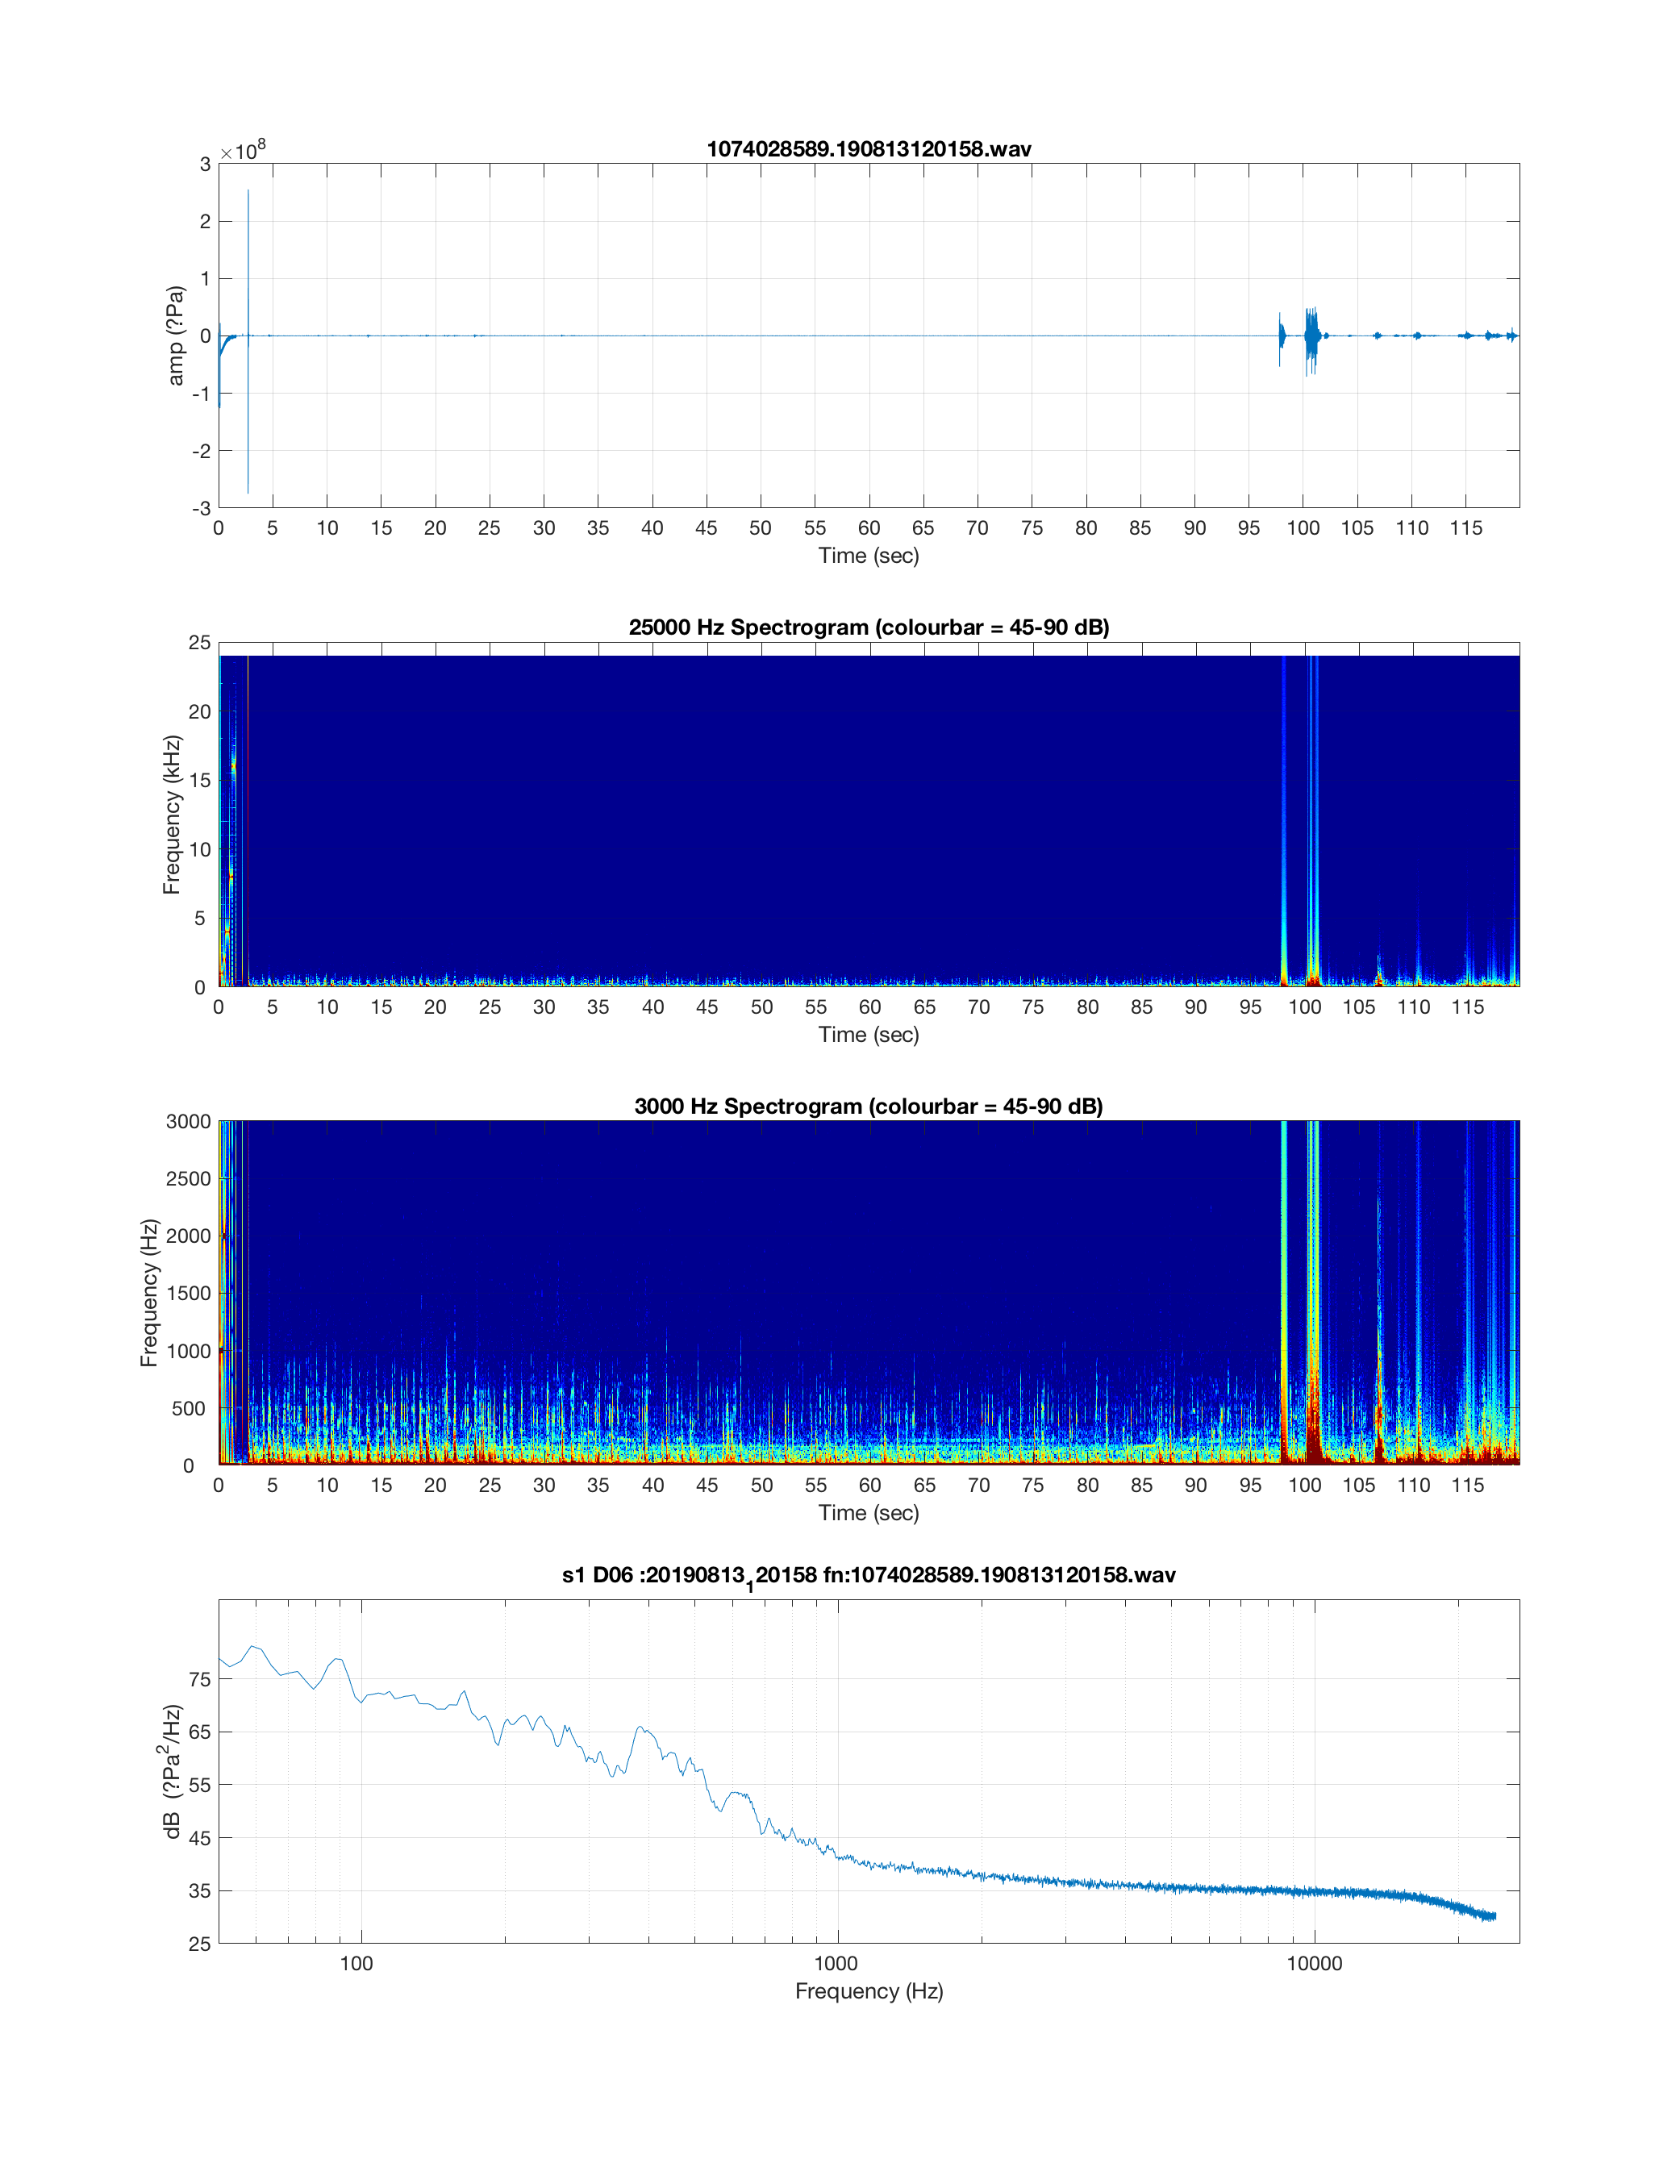 1074028589.190813120158.wav
×10^8
3
2
1
0
-1
-2
-3
amp (?Pa)
0 5 10 15 20 25 30 35 40 45 50 55 60 65 70 75 80 85 90 95 100 105 110 115
Time (sec)
25000 Hz Spectrogram (colourbar = 45-90 dB)
25
20
15
10
5
0
Frequency (kHz)
0 5 10 15 20 25 30 35 40 45 50 55 60 65 70 75 80 85 90 95 100 105 110 115
Time (sec)
3000 Hz Spectrogram (colourbar = 45-90 dB)
3000
2500
2000
1500
1000
500
0
Frequency (Hz)
0 5 10 15 20 25 30 35 40 45 50 55 60 65 70 75 80 85 90 95 100 105 110 115
Time (sec)
s1 D06 :20190813₁20158 fn:1074028589.190813120158.wav
75
65
55
45
35
25
dB (?Pa²/Hz)
100 1000 10000
Frequency (Hz)